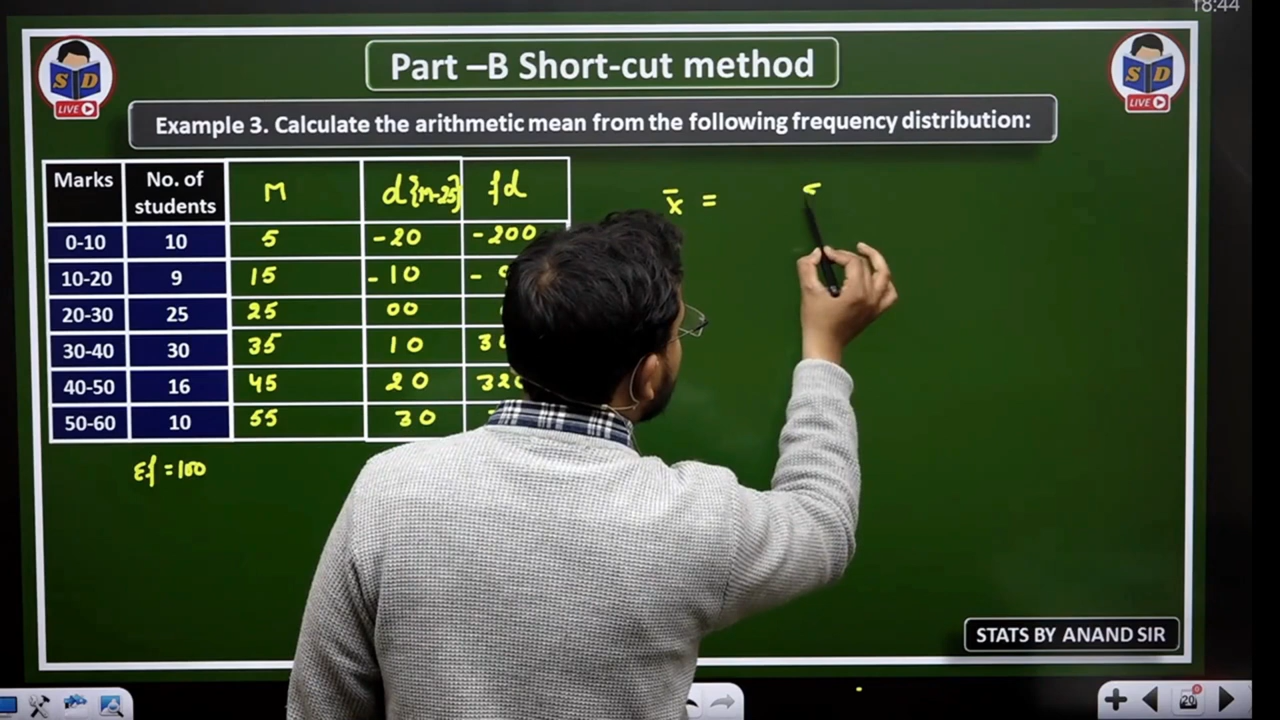 18:44
S D
LIVE
Part –B Short-cut method
S D
LIVE
Example 3. Calculate the arithmetic mean from the following frequency distribution:
Marks No. of students M d{M-25} fd
0-10 10 5 -20 -200
10-20 9 15 -10 -
20-30 25 25 00
30-40 30 35 10
40-50 16 45 20 320
50-60 10 55 30
Σf = 100
x̄ =
STATS BY ANAND SIR
20